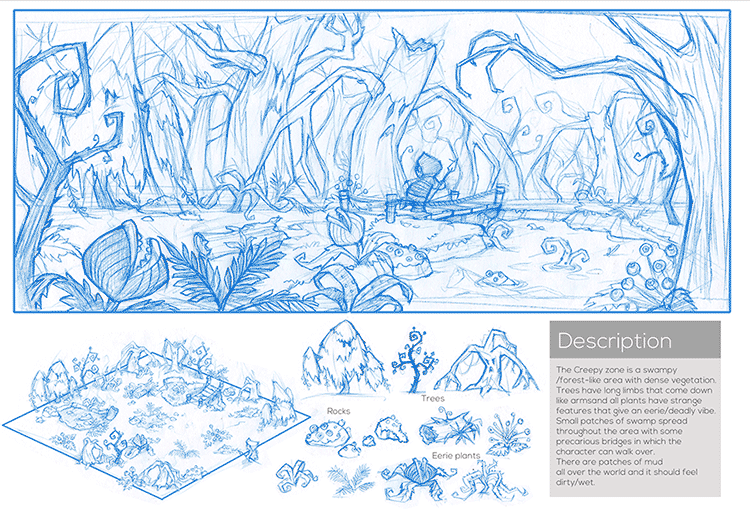 Description
The Creepy zone is a swampy
/forest-like area with dense vegetation.
Trees have long limbs that come down
like armsand all plants have strange
features that give an eerie/deadly vibe.
Small patches of swamp spread
throughout the area with some
precarious bridges in which the
character can walk over.
There are patches of mud
all over the world and it should feel
dirty/wet.
Trees
Rocks
Eerie plants